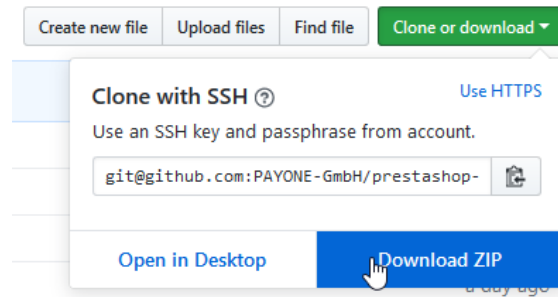 Create new file Upload files Find file Clone or download
Clone with SSH Use HTTPS
Use an SSH key and passphrase from account.
git@github.com:PAYONE-GmbH/prestashop-
Open in Desktop Download ZIP
a day ago